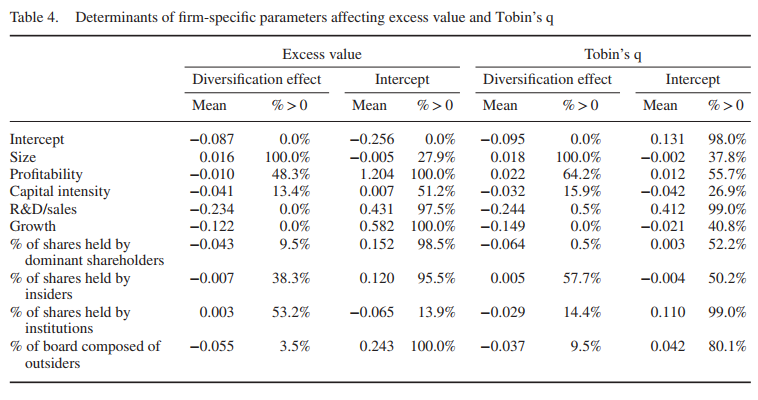 Table 4. Determinants of firm-specific parameters affecting excess value and Tobin’s q
Excess value Tobin’s q
Diversification effect Intercept Diversification effect Intercept
Mean % > 0 Mean % > 0 Mean % > 0 Mean % > 0
Intercept −0.087 0.0% −0.256 0.0% −0.095 0.0% 0.131 98.0%
Size 0.016 100.0% −0.005 27.9% 0.018 100.0% −0.002 37.8%
Profitability −0.010 48.3% 1.204 100.0% 0.022 64.2% 0.012 55.7%
Capital intensity −0.041 13.4% 0.007 51.2% −0.032 15.9% −0.042 26.9%
R&D/sales −0.234 0.0% 0.431 97.5% −0.244 0.5% 0.412 99.0%
Growth −0.122 0.0% 0.582 100.0% −0.149 0.0% −0.021 40.8%
% of shares held by −0.043 9.5% 0.152 98.5% −0.064 0.5% 0.003 52.2%
dominant shareholders
% of shares held by −0.007 38.3% 0.120 95.5% 0.005 57.7% −0.004 50.2%
insiders
% of shares held by 0.003 53.2% −0.065 13.9% −0.029 14.4% 0.110 99.0%
institutions
% of board composed of −0.055 3.5% 0.243 100.0% −0.037 9.5% 0.042 80.1%
outsiders